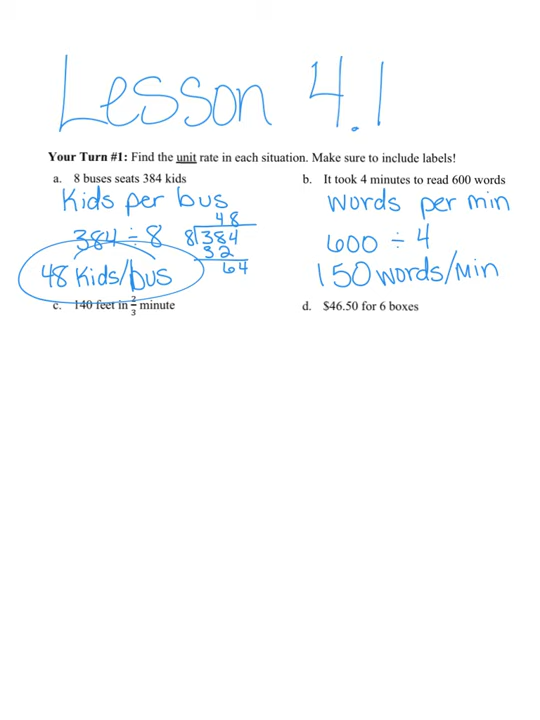 Lesson 4.1
Your Turn #1: Find the unit rate in each situation. Make sure to include labels!
a. 8 buses seats 384 kids
Kids per bus
384 ÷ 8
48
8)384
32
64
48 Kids/bus
b. It took 4 minutes to read 600 words
words per min
600 ÷ 4
150 words/min
c. 140 feet in 2/3 minute
d. $46.50 for 6 boxes